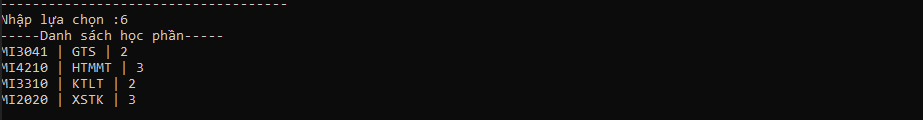 ------------------------------------
Nhập lựa chọn :6
-----Danh sách học phần-----
MI3041 | GTS | 2
MI4210 | HTMMT | 3
MI3310 | KTLT | 2
MI2020 | XSTK | 3